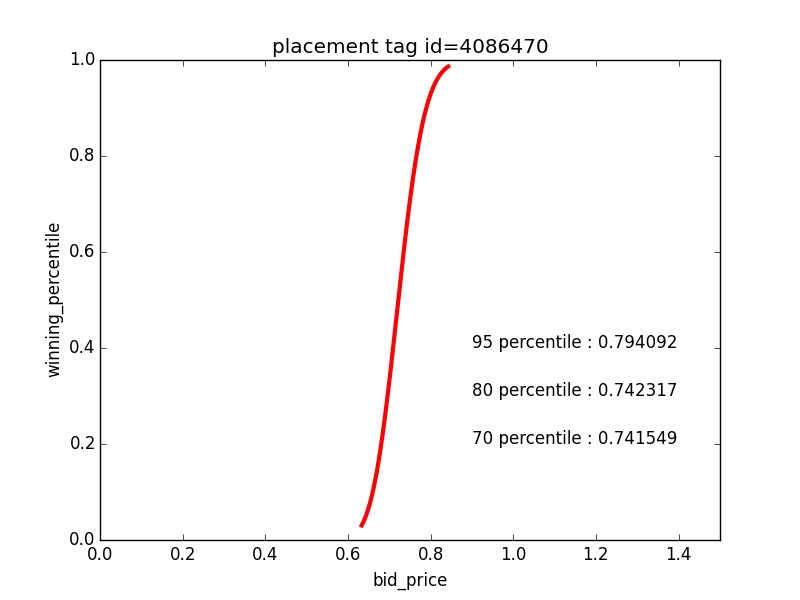 placement tag id=4086470
1.0
0.8
0.6
0.4
0.2
0.0
winning_percentile
95 percentile : 0.794092
80 percentile : 0.742317
70 percentile : 0.741549
0.0 0.2 0.4 0.6 0.8 1.0 1.2 1.4
bid_price